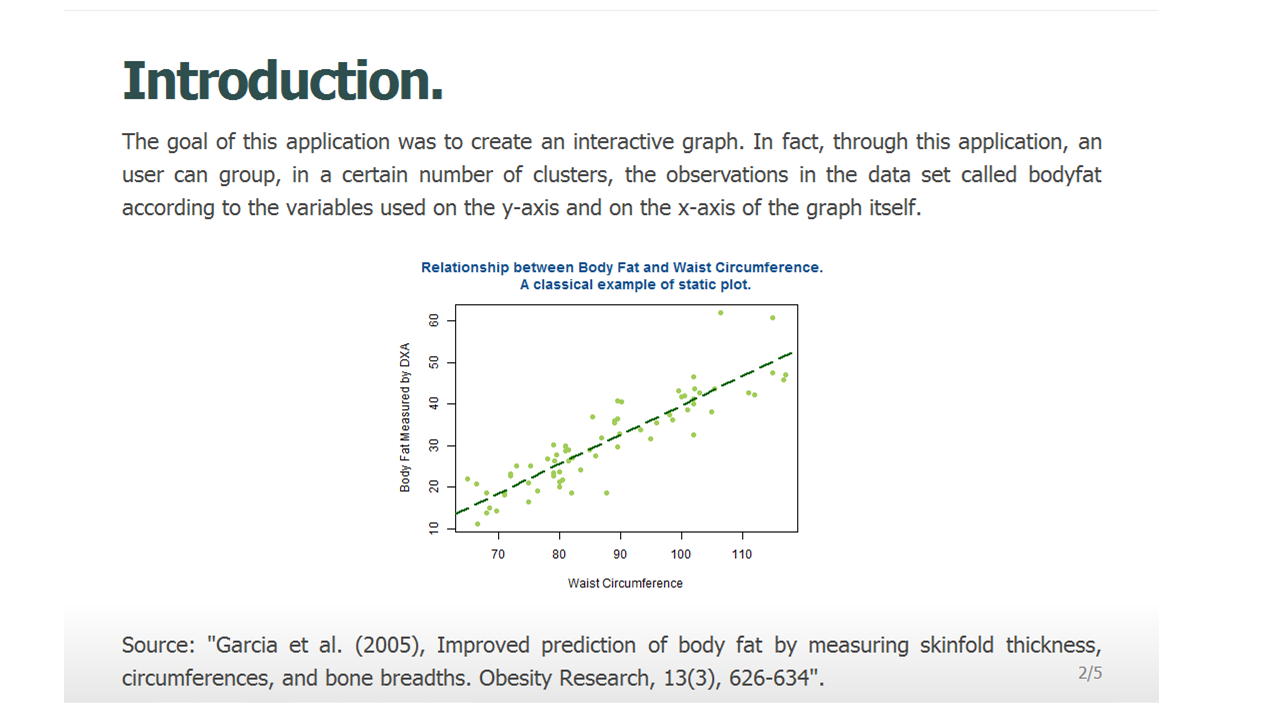 Introduction.
The goal of this application was to create an interactive graph. In fact, through this application, an
user can group, in a certain number of clusters, the observations in the data set called bodyfat
according to the variables used on the y-axis and on the x-axis of the graph itself.
Relationship between Body Fat and Waist Circumference.
A classical example of static plot.
Body Fat Measured by DXA
60
50
40
30
20
10
70 80 90 100 110
Waist Circumference
Source: "Garcia et al. (2005), Improved prediction of body fat by measuring skinfold thickness,
circumferences, and bone breadths. Obesity Research, 13(3), 626-634".
2/5